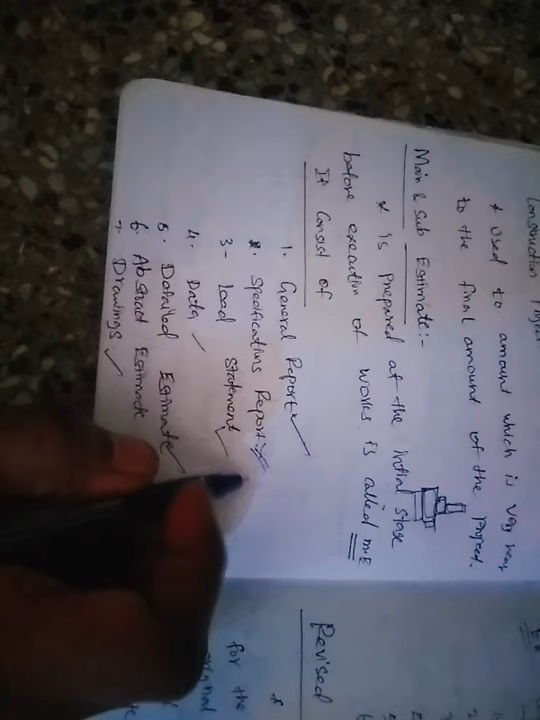 Construction Project
* Used to amount which is very near
to the final amount of the project.
Main & Sub Estimate:-
* is prepared at the initial stage
before execution of works is called M.E
It Consist of
1. General Report
2. Specifications Report
3- Lead Statement
4. Data
5. Detailed Estimate
6. Abstract Estimate
7. Drawings.
Revised
*
for the
original